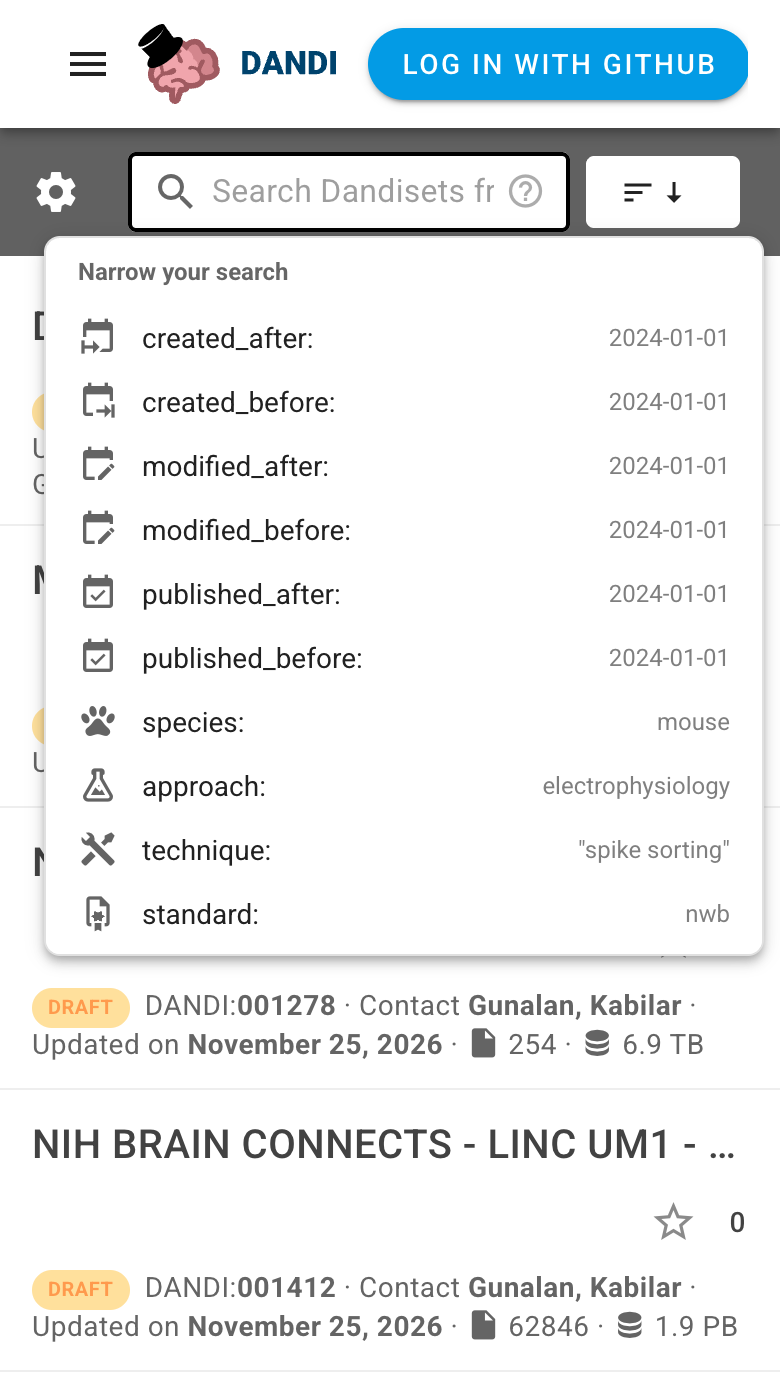 DANDI
LOG IN WITH GITHUB
Search Dandisets fr
Narrow your search
created_after: 2024-01-01
created_before: 2024-01-01
modified_after: 2024-01-01
modified_before: 2024-01-01
published_after: 2024-01-01
published_before: 2024-01-01
species: mouse
approach: electrophysiology
technique: "spike sorting"
standard: nwb
DRAFT DANDI:001278 · Contact Gunalan, Kabilar ·
Updated on November 25, 2026 · 254 · 6.9 TB
NIH BRAIN CONNECTS - LINC UM1 - ...
0
DRAFT DANDI:001412 · Contact Gunalan, Kabilar ·
Updated on November 25, 2026 · 62846 · 1.9 PB